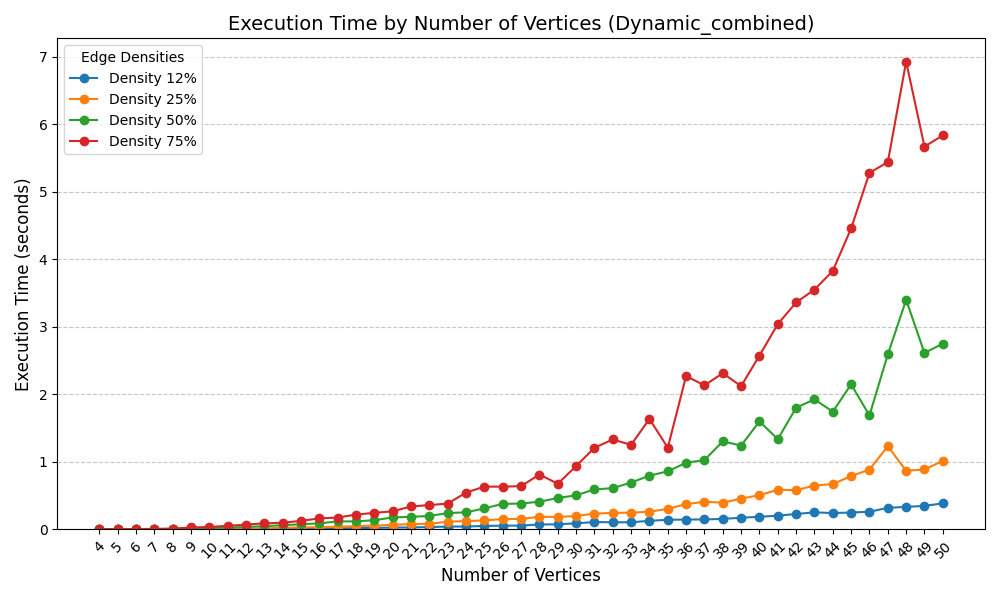 Execution Time by Number of Vertices (Dynamic_combined)
Edge Densities
Density 12%
Density 25%
Density 50%
Density 75%
Execution Time (seconds)
7
6
5
4
3
2
1
0
4 5 6 7 8 9 10 11 12 13 14 15 16 17 18 19 20 21 22 23 24 25 26 27 28 29 30 31 32 33 34 35 36 37 38 39 40 41 42 43 44 45 46 47 48 49 50
Number of Vertices